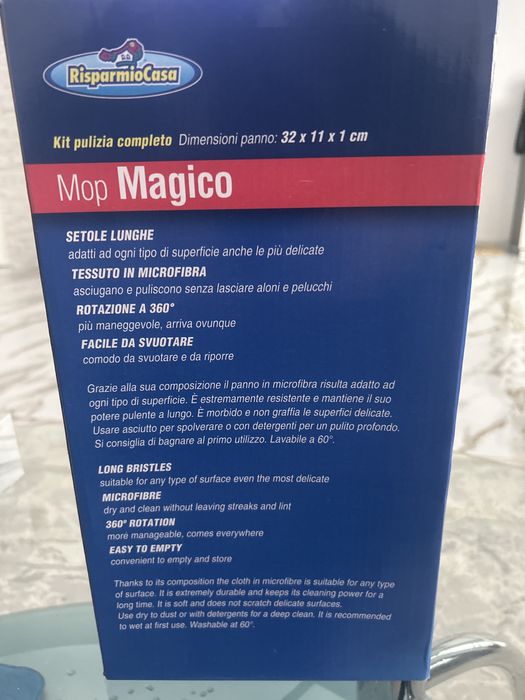 RisparmioCasa
Kit pulizia completo Dimensioni panno: 32 x 11 x 1 cm
Mop Magico
SETOLE LUNGHE
adatti ad ogni tipo di superficie anche le più delicate
TESSUTO IN MICROFIBRA
asciugano e puliscono senza lasciare aloni e pelucchi
ROTAZIONE A 360°
più maneggevole, arriva ovunque
FACILE DA SVUOTARE
comodo da svuotare e da riporre
Grazie alla sua composizione il panno in microfibra risulta adatto ad
ogni tipo di superficie. È estremamente resistente e mantiene il suo
potere pulente a lungo. È morbido e non graffia le superfici delicate.
Usare asciutto per spolverare o con detergenti per un pulito profondo.
Si consiglia di bagnare al primo utilizzo. Lavabile a 60°.
LONG BRISTLES
suitable for any type of surface even the most delicate
MICROFIBRE
dry and clean without leaving streaks and lint
360° ROTATION
more manageable, comes everywhere
EASY TO EMPTY
convenient to empty and store
Thanks to its composition the cloth in microfibre is suitable for any type
of surface. It is extremely durable and keeps its cleaning power for a
long time. It is soft and does not scratch delicate surfaces.
Use dry to dust or with detergents for a deep clean. It is recommended
to wet at first use. Washable at 60°.